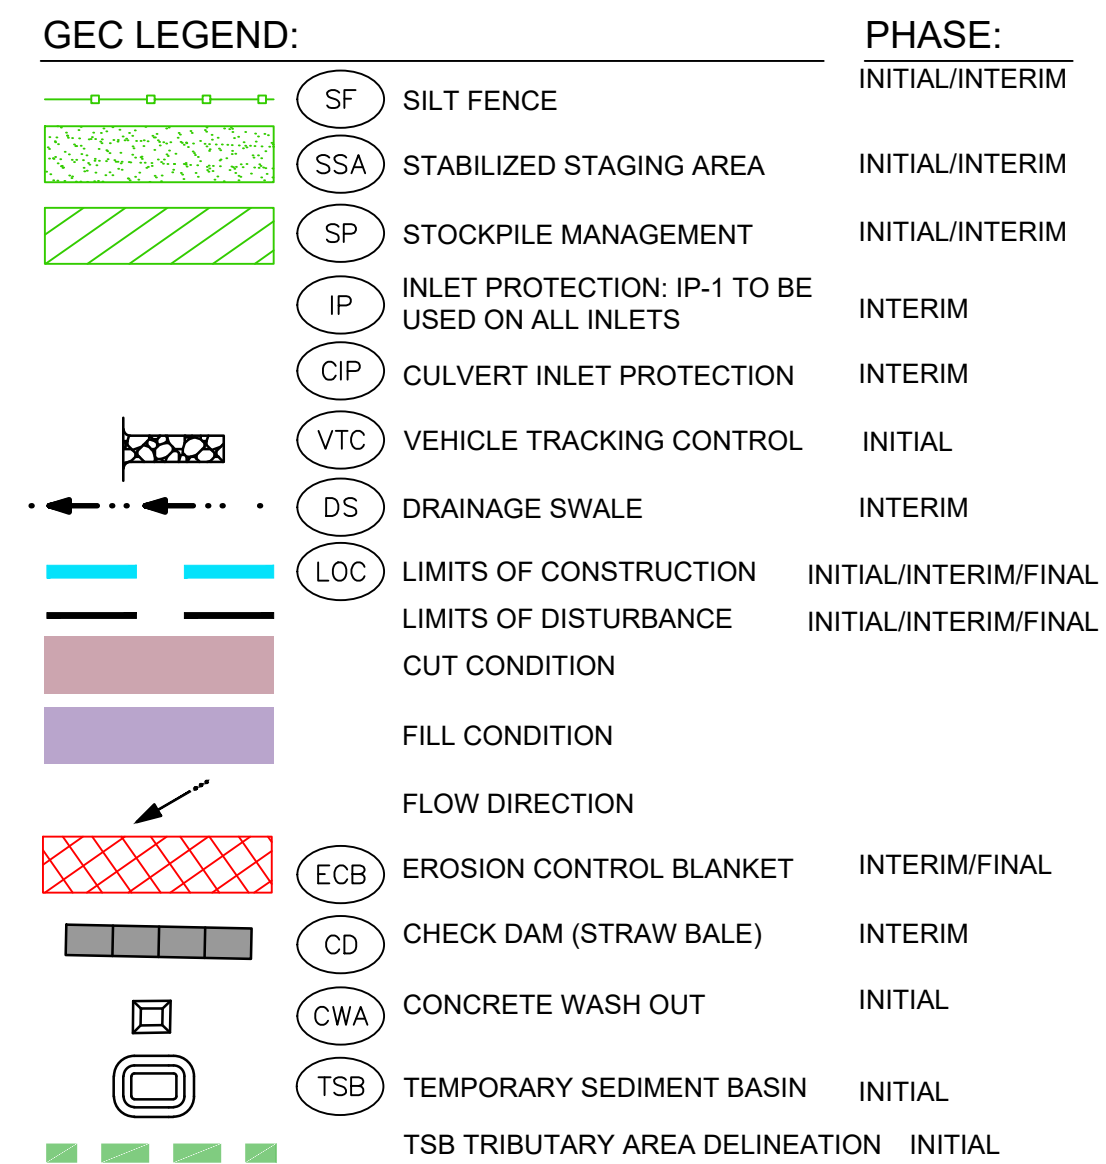 GEC LEGEND: PHASE:
SF SILT FENCE INITIAL/INTERIM
SSA STABILIZED STAGING AREA INITIAL/INTERIM
SP STOCKPILE MANAGEMENT INITIAL/INTERIM
IP INLET PROTECTION: IP-1 TO BE
USED ON ALL INLETS INTERIM
CIP CULVERT INLET PROTECTION INTERIM
VTC VEHICLE TRACKING CONTROL INITIAL
DS DRAINAGE SWALE INTERIM
LOC LIMITS OF CONSTRUCTION INITIAL/INTERIM/FINAL
LIMITS OF DISTURBANCE INITIAL/INTERIM/FINAL
CUT CONDITION
FILL CONDITION
FLOW DIRECTION
ECB EROSION CONTROL BLANKET INTERIM/FINAL
CD CHECK DAM (STRAW BALE) INTERIM
CWA CONCRETE WASH OUT INITIAL
TSB TEMPORARY SEDIMENT BASIN INITIAL
TSB TRIBUTARY AREA DELINEATION INITIAL